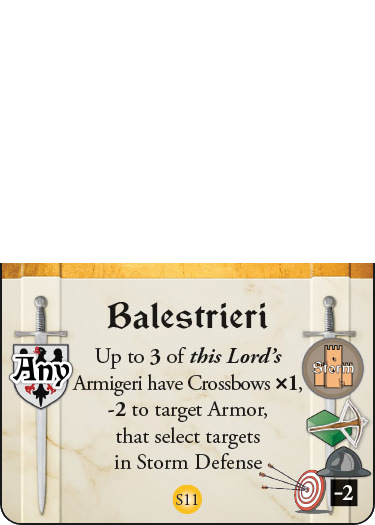 Balestrieri
Any
Up to 3 of this Lord's
Armigeri have Crossbows ×1,
-2 to target Armor,
that select targets
in Storm Defense
Storm
S11
-2